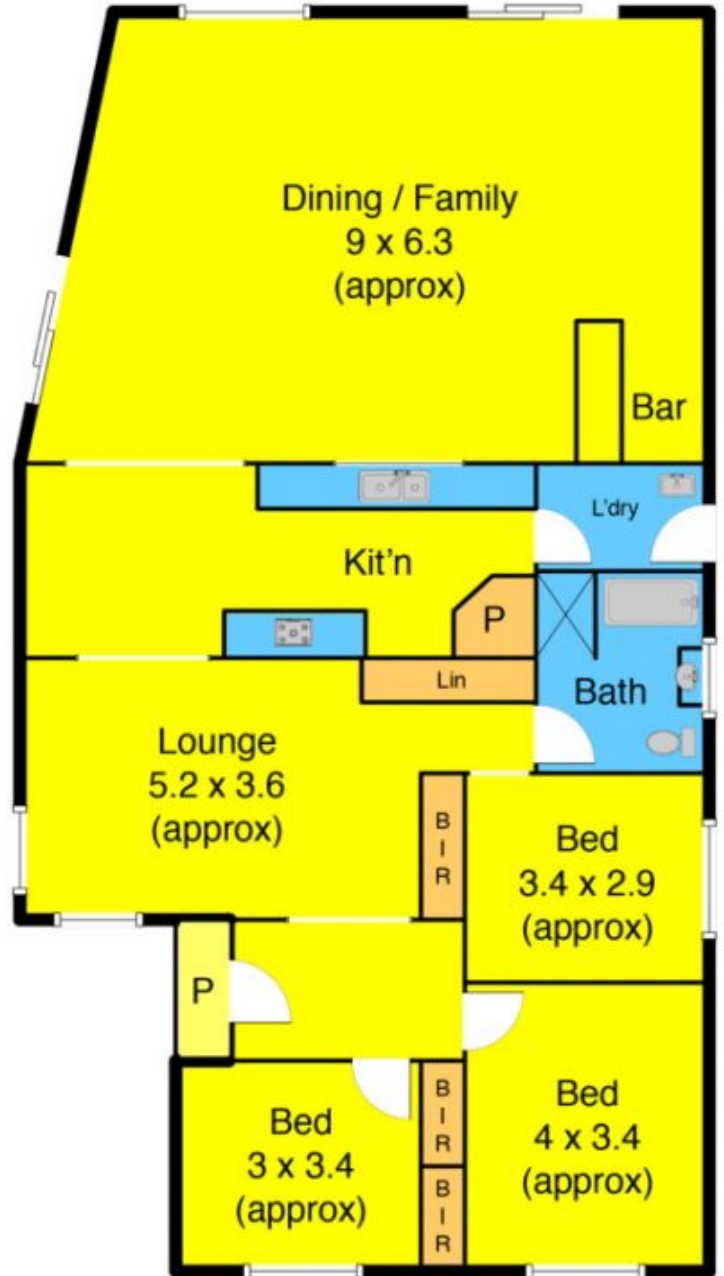 Dining / Family
9 x 6.3
(approx)
Bar
L'dry
Kit'n
P
Lin
Bath
Lounge
5.2 x 3.6
(approx)
B
I
R
Bed
3.4 x 2.9
(approx)
P
Bed
3 x 3.4
(approx)
B
I
R
B
I
R
Bed
4 x 3.4
(approx)